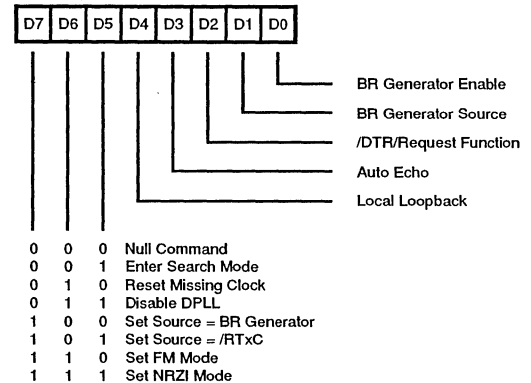 D7 D6 D5 D4 D3 D2 D1 D0
BR Generator Enable
BR Generator Source
/DTR/Request Function
Auto Echo
Local Loopback
0 0 0 Null Command
0 0 1 Enter Search Mode
0 1 0 Reset Missing Clock
0 1 1 Disable DPLL
1 0 0 Set Source = BR Generator
1 0 1 Set Source = /RTxC
1 1 0 Set FM Mode
1 1 1 Set NRZI Mode